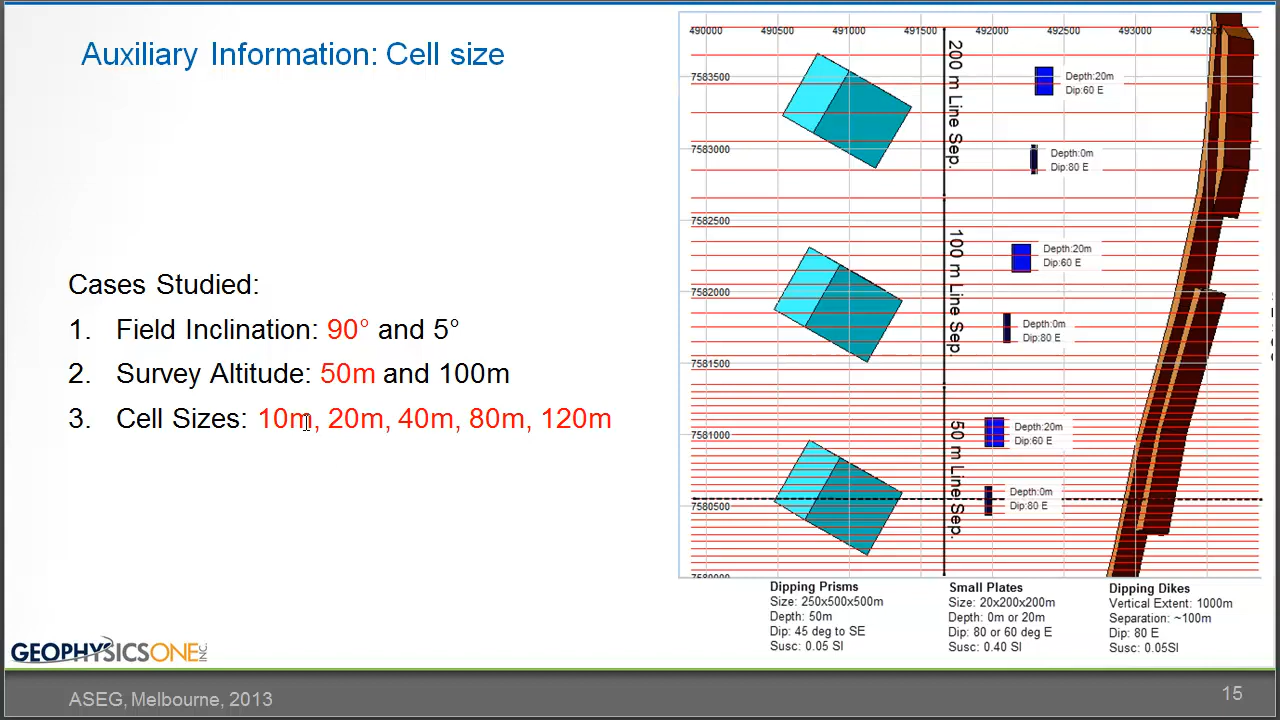 Auxiliary Information: Cell size
Cases Studied:
1. Field Inclination: 90° and 5°
2. Survey Altitude: 50m and 100m
3. Cell Sizes: 10m, 20m, 40m, 80m, 120m
490000 490500 491000 491500 492000 492500 493000 493500
7583500
7583000
7582500
7582000
7581500
7581000
7580500
7580000
200 m Line Sep.
100 m Line Sep
50 m Line Sep.
Depth:20m
Dip:60 E
Depth:0m
Dip:80 E
Depth:20m
Dip:60 E
Depth:0m
Dip:80 E
Depth:20m
Dip:60 E
Depth:0m
Dip:80 E
Dipping Prisms
Size: 250x500x500m
Depth: 50m
Dip: 45 deg to SE
Susc: 0.05 SI
Small Plates
Size: 20x200x200m
Depth: 0m or 20m
Dip: 80 or 60 deg E
Susc: 0.40 SI
Dipping Dikes
Vertical Extent: 1000m
Separation: ~100m
Dip: 80 E
Susc: 0.05SI
GEOPHYSICSONE INC.
ASEG, Melbourne, 2013
15